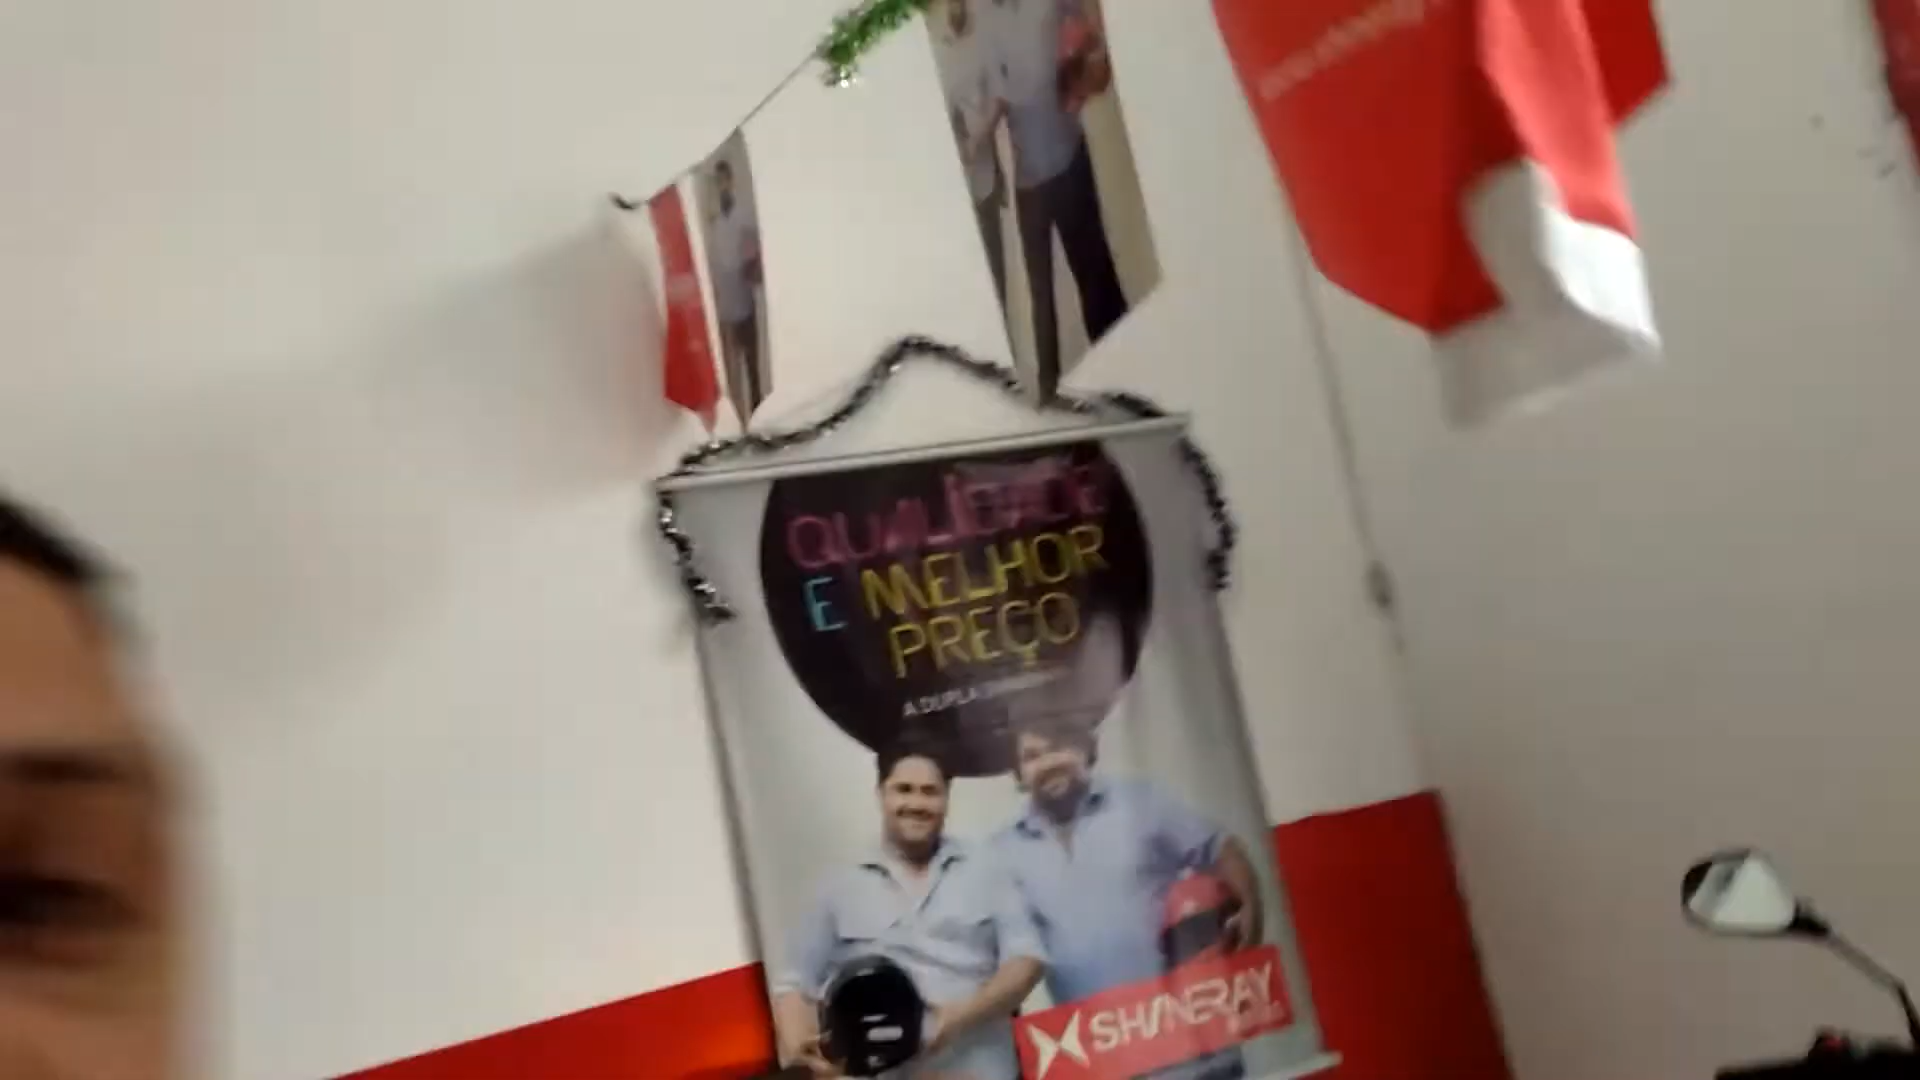 QUALIDADE
E MELHOR
PREÇO
A DUPLA
SHINERAY